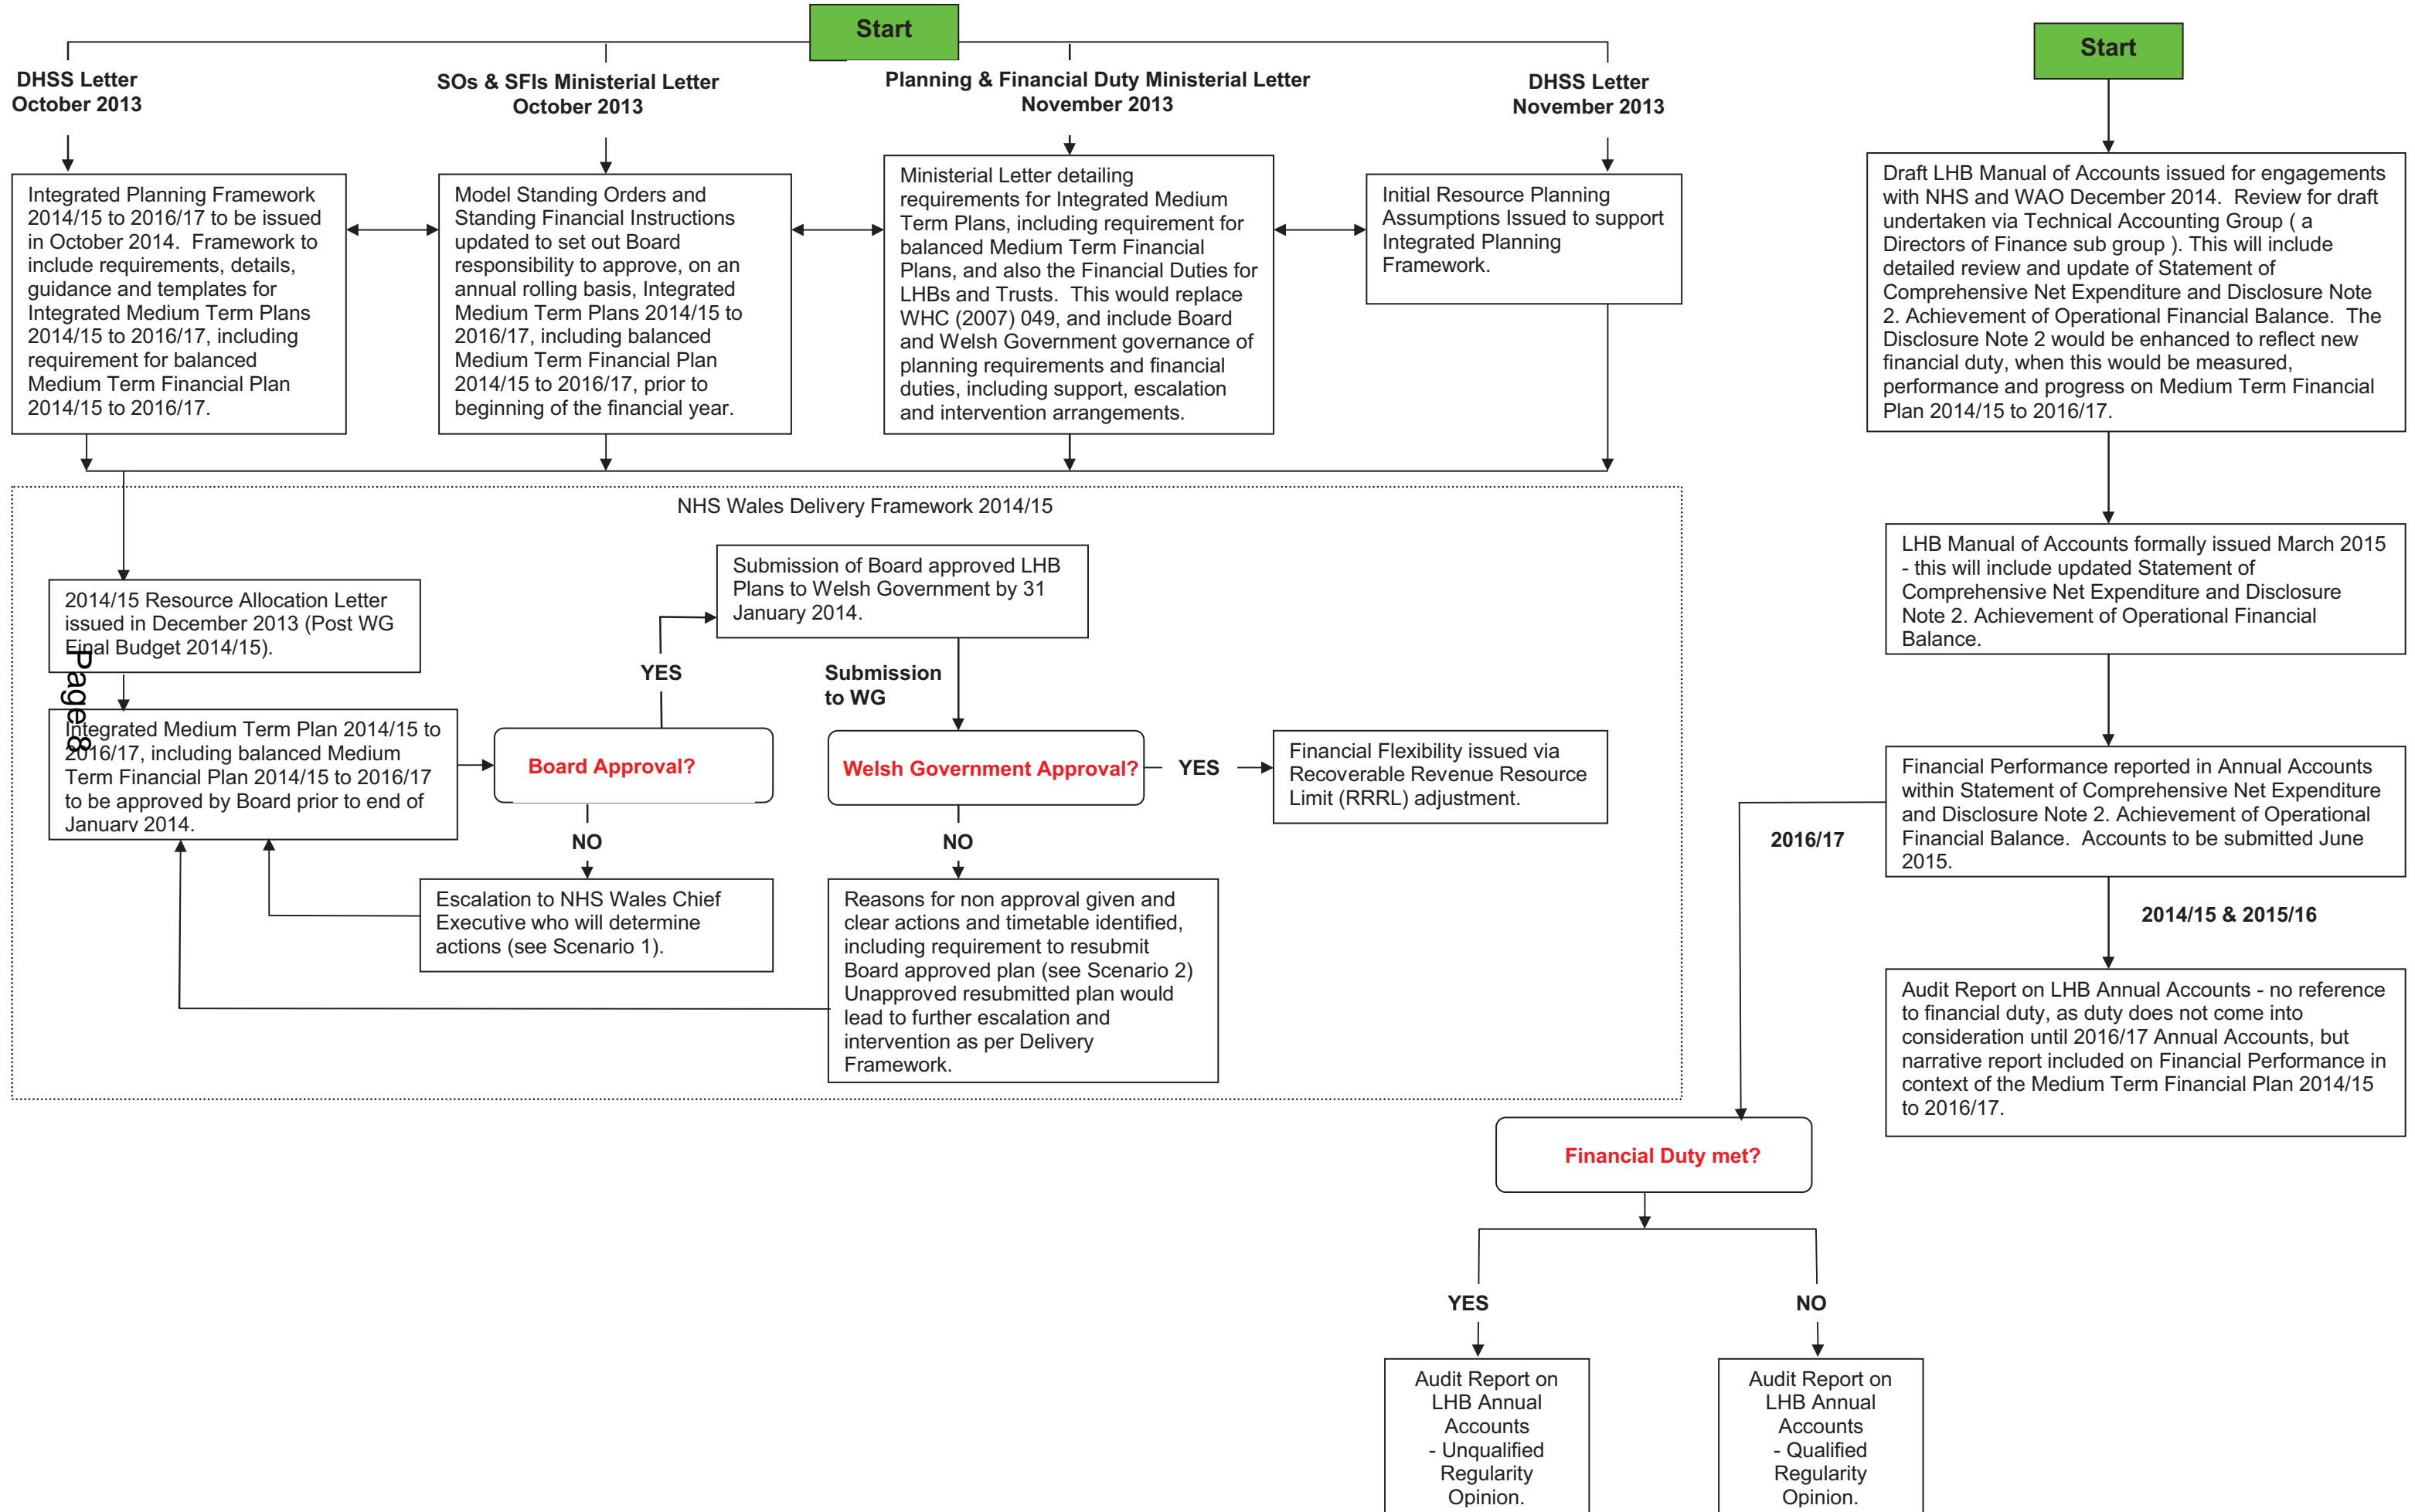 Start
DHSS Letter
October 2013
SOs & SFIs Ministerial Letter
October 2013
Planning & Financial Duty Ministerial Letter
November 2013
DHSS Letter
November 2013
Integrated Planning Framework
2014/15 to 2016/17 to be issued
in October 2014.  Framework to
include requirements, details,
guidance and templates for
Integrated Medium Term Plans
2014/15 to 2016/17, including
requirement for balanced
Medium Term Financial Plan
2014/15 to 2016/17.
Model Standing Orders and
Standing Financial Instructions
updated to set out Board
responsibility to approve, on an
annual rolling basis, Integrated
Medium Term Plans 2014/15 to
2016/17, including balanced
Medium Term Financial Plan
2014/15 to 2016/17, prior to
beginning of the financial year.
Ministerial Letter detailing
requirements for Integrated Medium
Term Plans, including requirement for
balanced Medium Term Financial
Plans, and also the Financial Duties for
LHBs and Trusts.  This would replace
WHC (2007) 049, and include Board
and Welsh Government governance of
planning requirements and financial
duties, including support, escalation
and intervention arrangements.
Initial Resource Planning
Assumptions Issued to support
Integrated Planning
Framework.
NHS Wales Delivery Framework 2014/15
2014/15 Resource Allocation Letter
issued in December 2013 (Post WG
Final Budget 2014/15).
Page 8
Integrated Medium Term Plan 2014/15 to
2016/17, including balanced Medium
Term Financial Plan 2014/15 to 2016/17
to be approved by Board prior to end of
January 2014.
Board Approval?
YES
NO
Submission of Board approved LHB
Plans to Welsh Government by 31
January 2014.
Submission
to WG
Welsh Government Approval?
YES
NO
Financial Flexibility issued via
Recoverable Revenue Resource
Limit (RRRL) adjustment.
Escalation to NHS Wales Chief
Executive who will determine
actions (see Scenario 1).
Reasons for non approval given and
clear actions and timetable identified,
including requirement to resubmit
Board approved plan (see Scenario 2)
Unapproved resubmitted plan would
lead to further escalation and
intervention as per Delivery
Framework.
Start
Draft LHB Manual of Accounts issued for engagements
with NHS and WAO December 2014.  Review for draft
undertaken via Technical Accounting Group ( a
Directors of Finance sub group ). This will include
detailed review and update of Statement of
Comprehensive Net Expenditure and Disclosure Note
2. Achievement of Operational Financial Balance.  The
Disclosure Note 2 would be enhanced to reflect new
financial duty, when this would be measured,
performance and progress on Medium Term Financial
Plan 2014/15 to 2016/17.
LHB Manual of Accounts formally issued March 2015
- this will include updated Statement of
Comprehensive Net Expenditure and Disclosure
Note 2. Achievement of Operational Financial
Balance.
Financial Performance reported in Annual Accounts
within Statement of Comprehensive Net Expenditure
and Disclosure Note 2. Achievement of Operational
Financial Balance.  Accounts to be submitted June
2015.
2016/17
2014/15 & 2015/16
Audit Report on LHB Annual Accounts - no reference
to financial duty, as duty does not come into
consideration until 2016/17 Annual Accounts, but
narrative report included on Financial Performance in
context of the Medium Term Financial Plan 2014/15
to 2016/17.
Financial Duty met?
YES
NO
Audit Report on
LHB Annual
Accounts
- Unqualified
Regularity
Opinion.
Audit Report on
LHB Annual
Accounts
- Qualified
Regularity
Opinion.